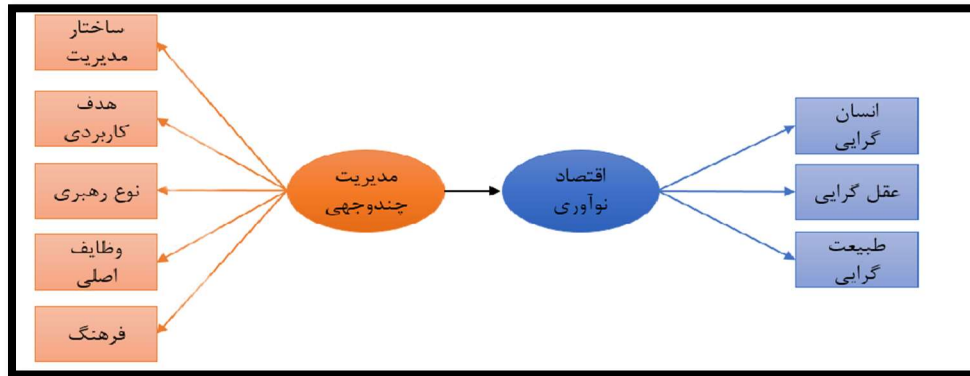 ساختار
مدیریت
هدف
کاربردی
نوع رهبری
وظایف
اصلی
فرهنگ
مدیریت
چندوجهی
اقتصاد
نوآوری
انسان
گرایی
عقل گرایی
طبیعت
گرایی